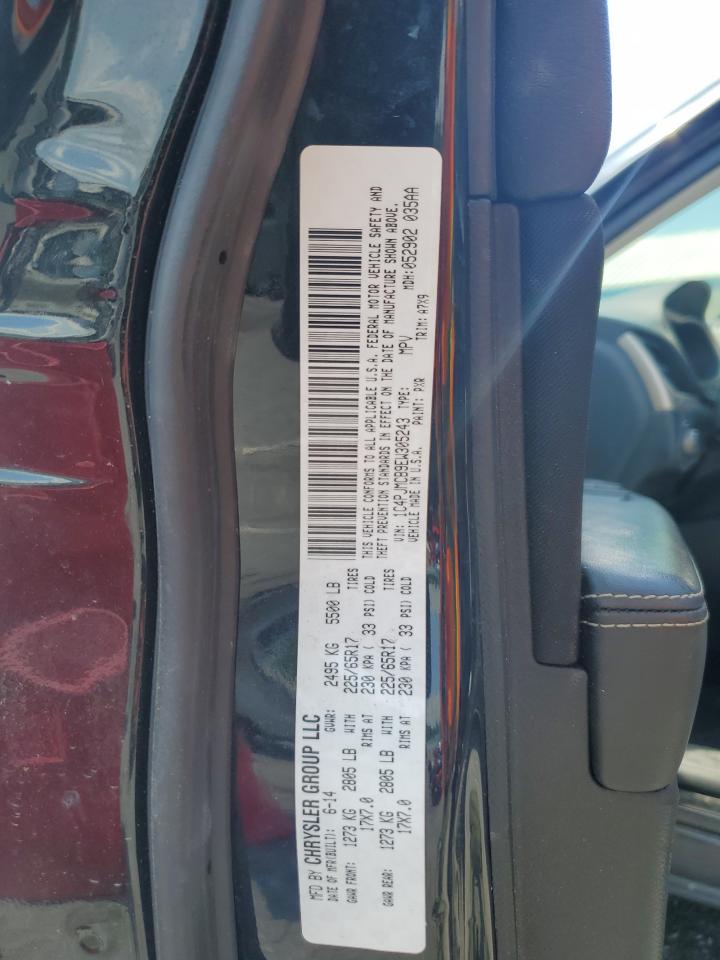 MFD BY CHRYSLER GROUP LLC
DATE OF MFR(BUILT): 6-14 GVWR: 2495 KG 5500 LB
GAWR FRONT: 1273 KG 2805 LB WITH 225/65R17 TIRES
17X7.0 RIMS AT 230 KPA ( 33 PSI) COLD
GAWR REAR: 1273 KG 2805 LB WITH 225/65R17 TIRES
17X7.0 RIMS AT 230 KPA ( 33 PSI) COLD
THIS VEHICLE CONFORMS TO ALL APPLICABLE U.S.A. FEDERAL MOTOR VEHICLE SAFETY AND
THEFT PREVENTION STANDARDS IN EFFECT ON THE DATE OF MANUFACTURE SHOWN ABOVE.
VIN: 1C4PJMCB9EW305243 TYPE: MPV MDH:052902 035AA
VEHICLE MADE IN U.S.A. PAINT: PXR TRIM: A7X9